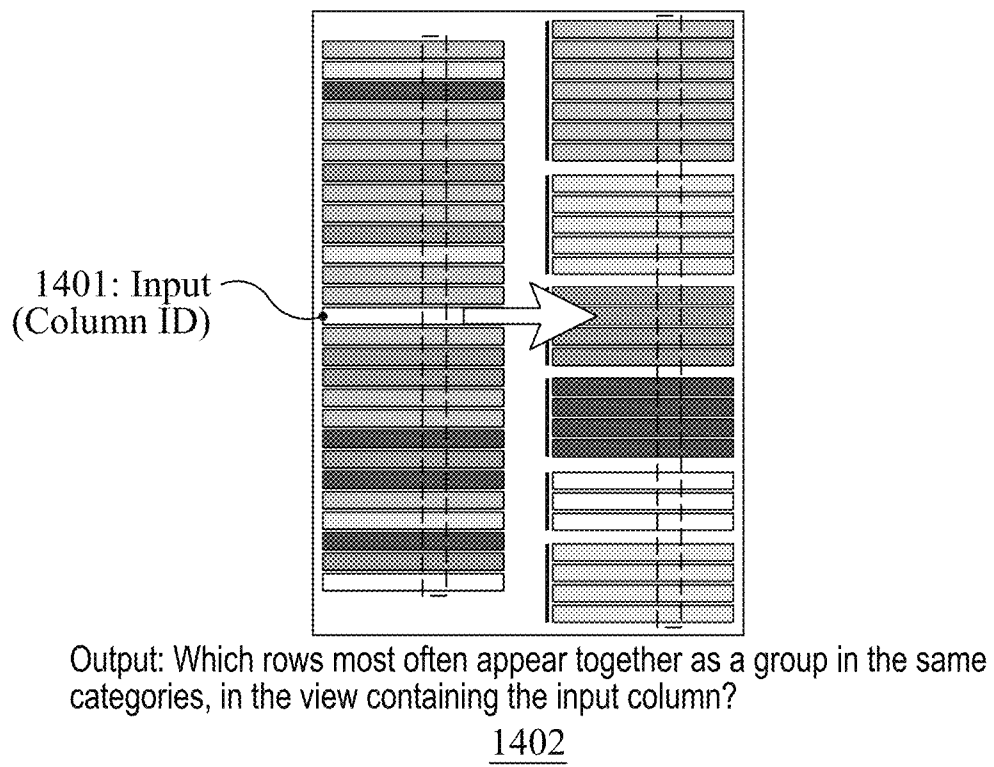 1401: Input
(Column ID)
Output: Which rows most often appear together as a group in the same
categories, in the view containing the input column?
1402